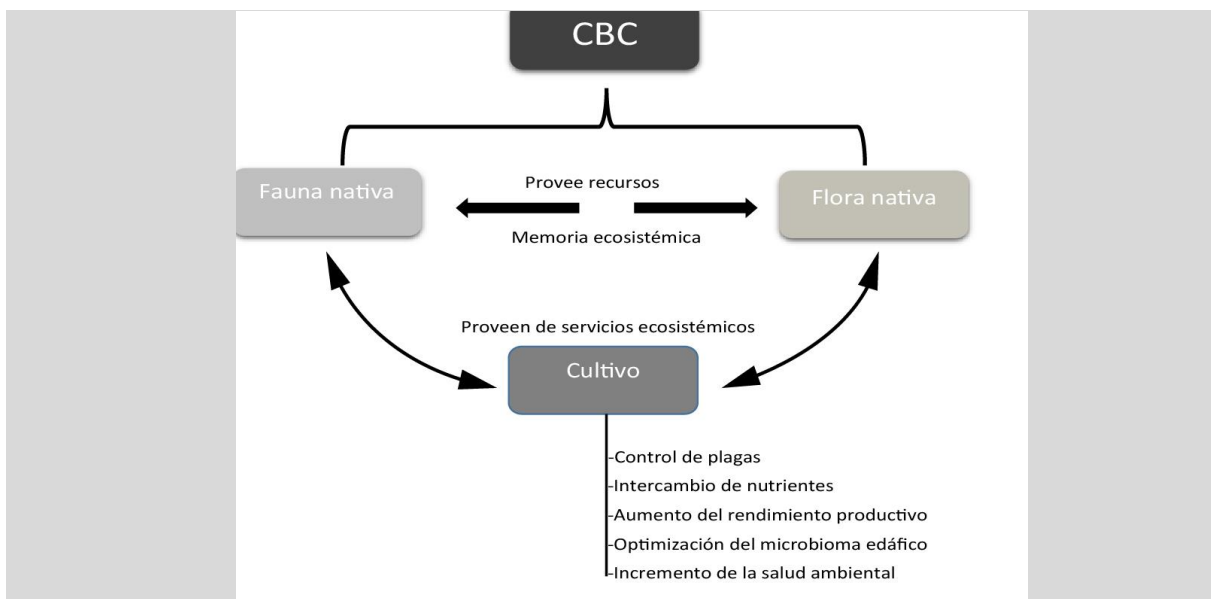 CBC
Fauna nativa
Provee recursos
Flora nativa
Memoria ecosistémica
Proveen de servicios ecosistémicos
Cultivo
-Control de plagas
-Intercambio de nutrientes
-Aumento del rendimiento productivo
-Optimización del microbioma edáfico
-Incremento de la salud ambiental